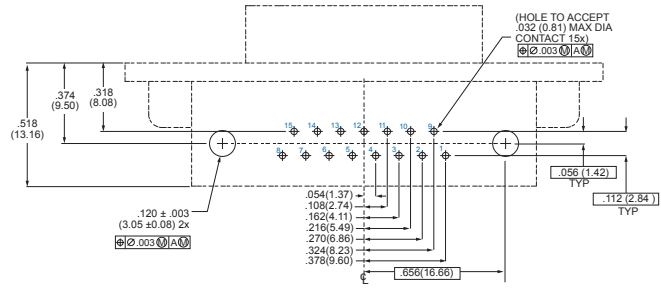 (HOLE TO ACCEPT
.032 (0.81) MAX DIA
CONTACT 15x)
⌖ Ø.003 Ⓜ A Ⓜ
.518
(13.16)
.374
(9.50)
.318
(8.08)
15 14 13 12 11 10 9
8 7 6 5 4 3 2 1
.056 (1.42)
TYP
.112 (2.84 )
TYP
.120 ± .003
(3.05 ±0.08) 2x
⌖ Ø.003 Ⓜ A Ⓜ
.054(1.37)
.108(2.74)
.162(4.11)
.216(5.49)
.270(6.86)
.324(8.23)
.378(9.60)
.656(16.66)
℄